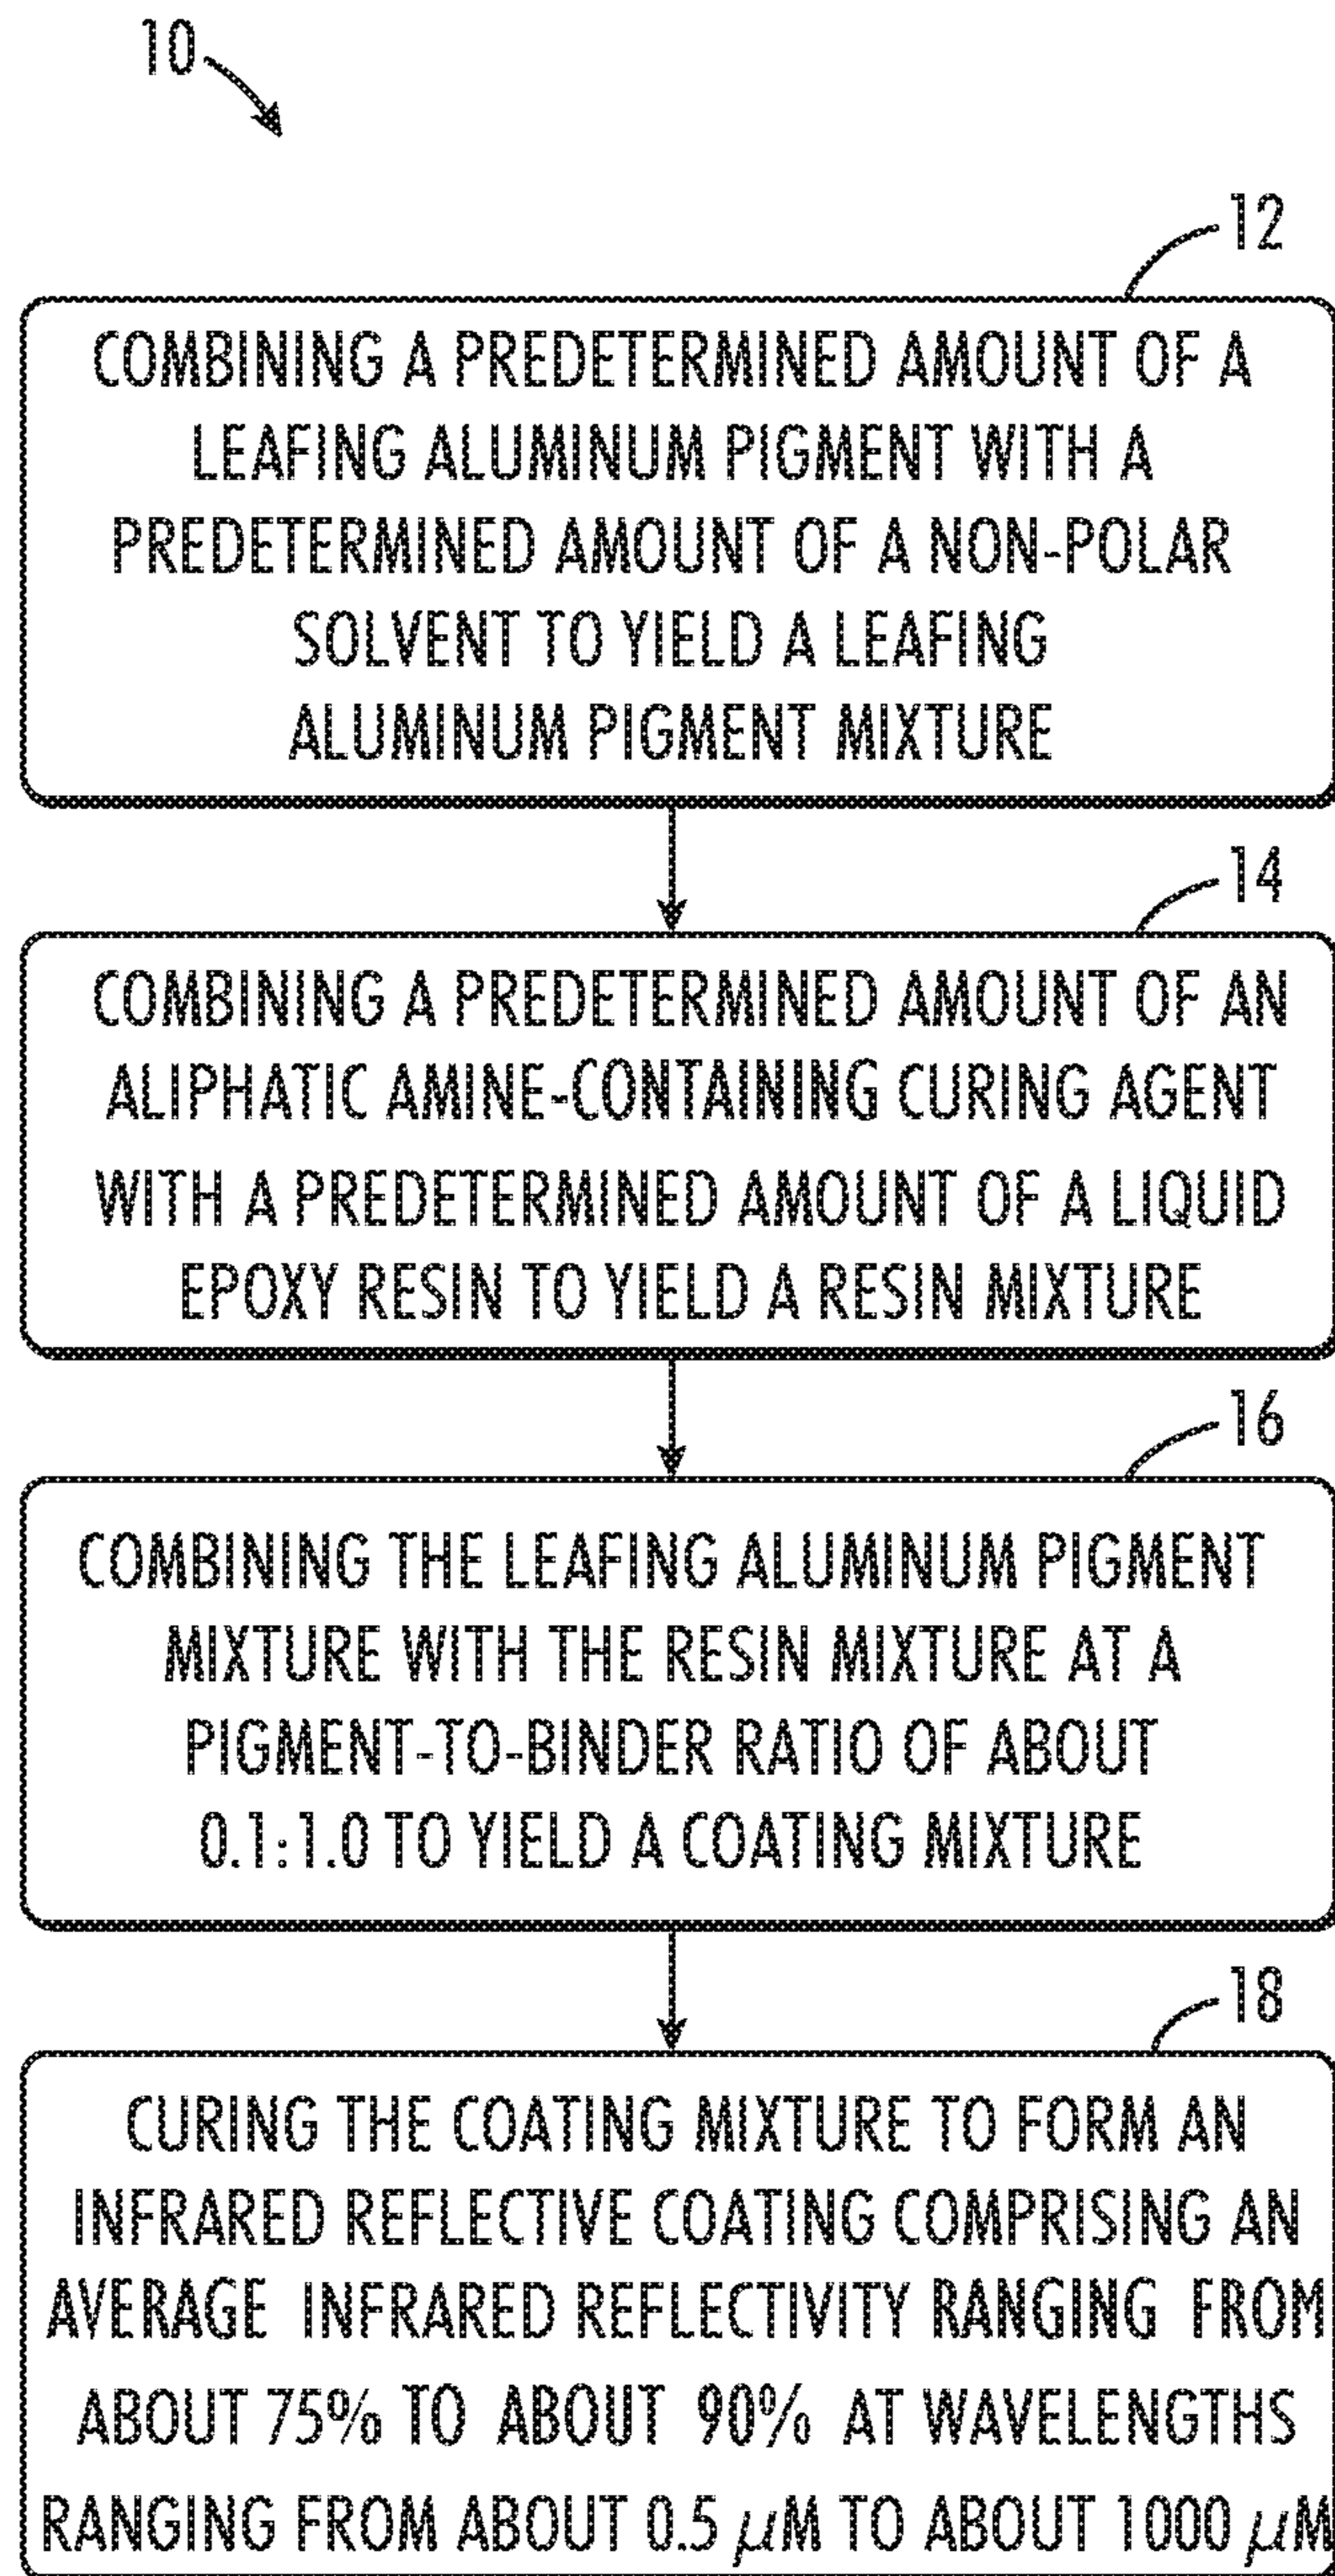 10
12
COMBINING A PREDETERMINED AMOUNT OF A
LEAFING ALUMINUM PIGMENT WITH A
PREDETERMINED AMOUNT OF A NON-POLAR
SOLVENT TO YIELD A LEAFING
ALUMINUM PIGMENT MIXTURE
14
COMBINING A PREDETERMINED AMOUNT OF AN
ALIPHATIC AMINE-CONTAINING CURING AGENT
WITH A PREDETERMINED AMOUNT OF A LIQUID
EPOXY RESIN TO YIELD A RESIN MIXTURE
16
COMBINING THE LEAFING ALUMINUM PIGMENT
MIXTURE WITH THE RESIN MIXTURE AT A
PIGMENT-TO-BINDER RATIO OF ABOUT
0.1:1.0 TO YIELD A COATING MIXTURE
18
CURING THE COATING MIXTURE TO FORM AN
INFRARED REFLECTIVE COATING COMPRISING AN
AVERAGE INFRARED REFLECTIVITY RANGING FROM
ABOUT 75% TO ABOUT 90% AT WAVELENGTHS
RANGING FROM ABOUT 0.5 μM TO ABOUT 1000 μM